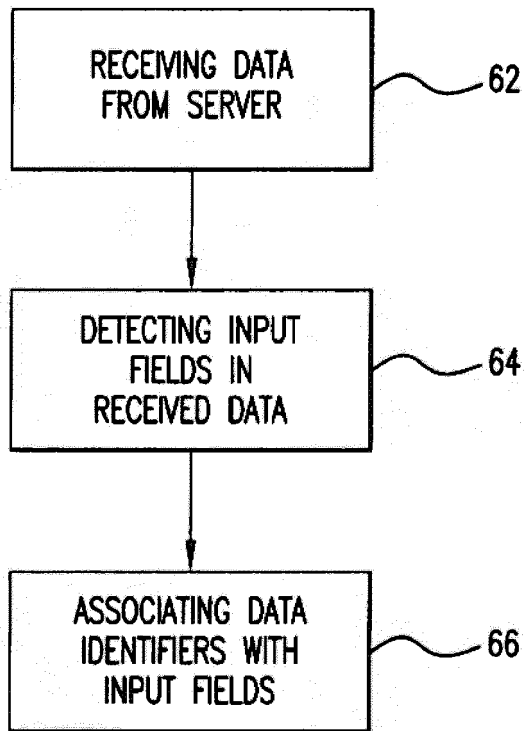 RECEIVING DATA
FROM SERVER
62
DETECTING INPUT
FIELDS IN
RECEIVED DATA
64
ASSOCIATING DATA
IDENTIFIERS WITH
INPUT FIELDS
66